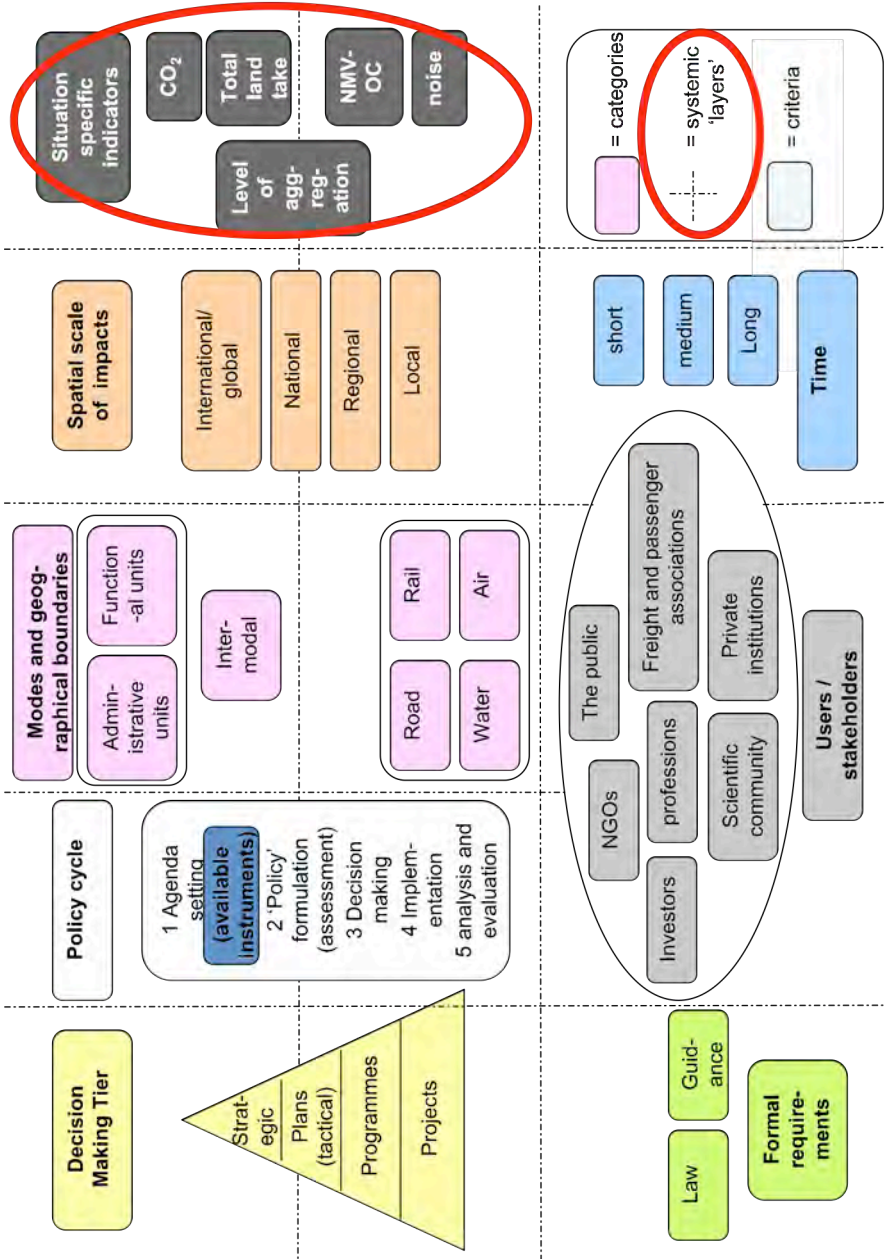 Decision
Making Tier
Strat-
egic
Plans
(tactical)
Programmes
Projects
Policy cycle
1 Agenda
setting
(available
instruments)
2 ‘Policy’
formulation
(assessment)
3 Decision
making
4 Implem-
entation
5 analysis and
evaluation
Modes and geog-
raphical boundaries
Admin-
istrative
units
Function
-al units
Inter-
modal
Road
Rail
Water
Air
Spatial scale
of impacts
International/
global
National
Regional
Local
Situation
specific
indicators
CO2
Total
land
take
Level
of
agg-
reg-
ation
NMV-
OC
noise
Law
Guid-
ance
Formal
require-
ments
Investors
NGOs
The public
professions
Freight and passenger
associations
Scientific
community
Private
institutions
Users /
stakeholders
short
medium
Long
Time
= categories
= systemic
‘layers’
= criteria